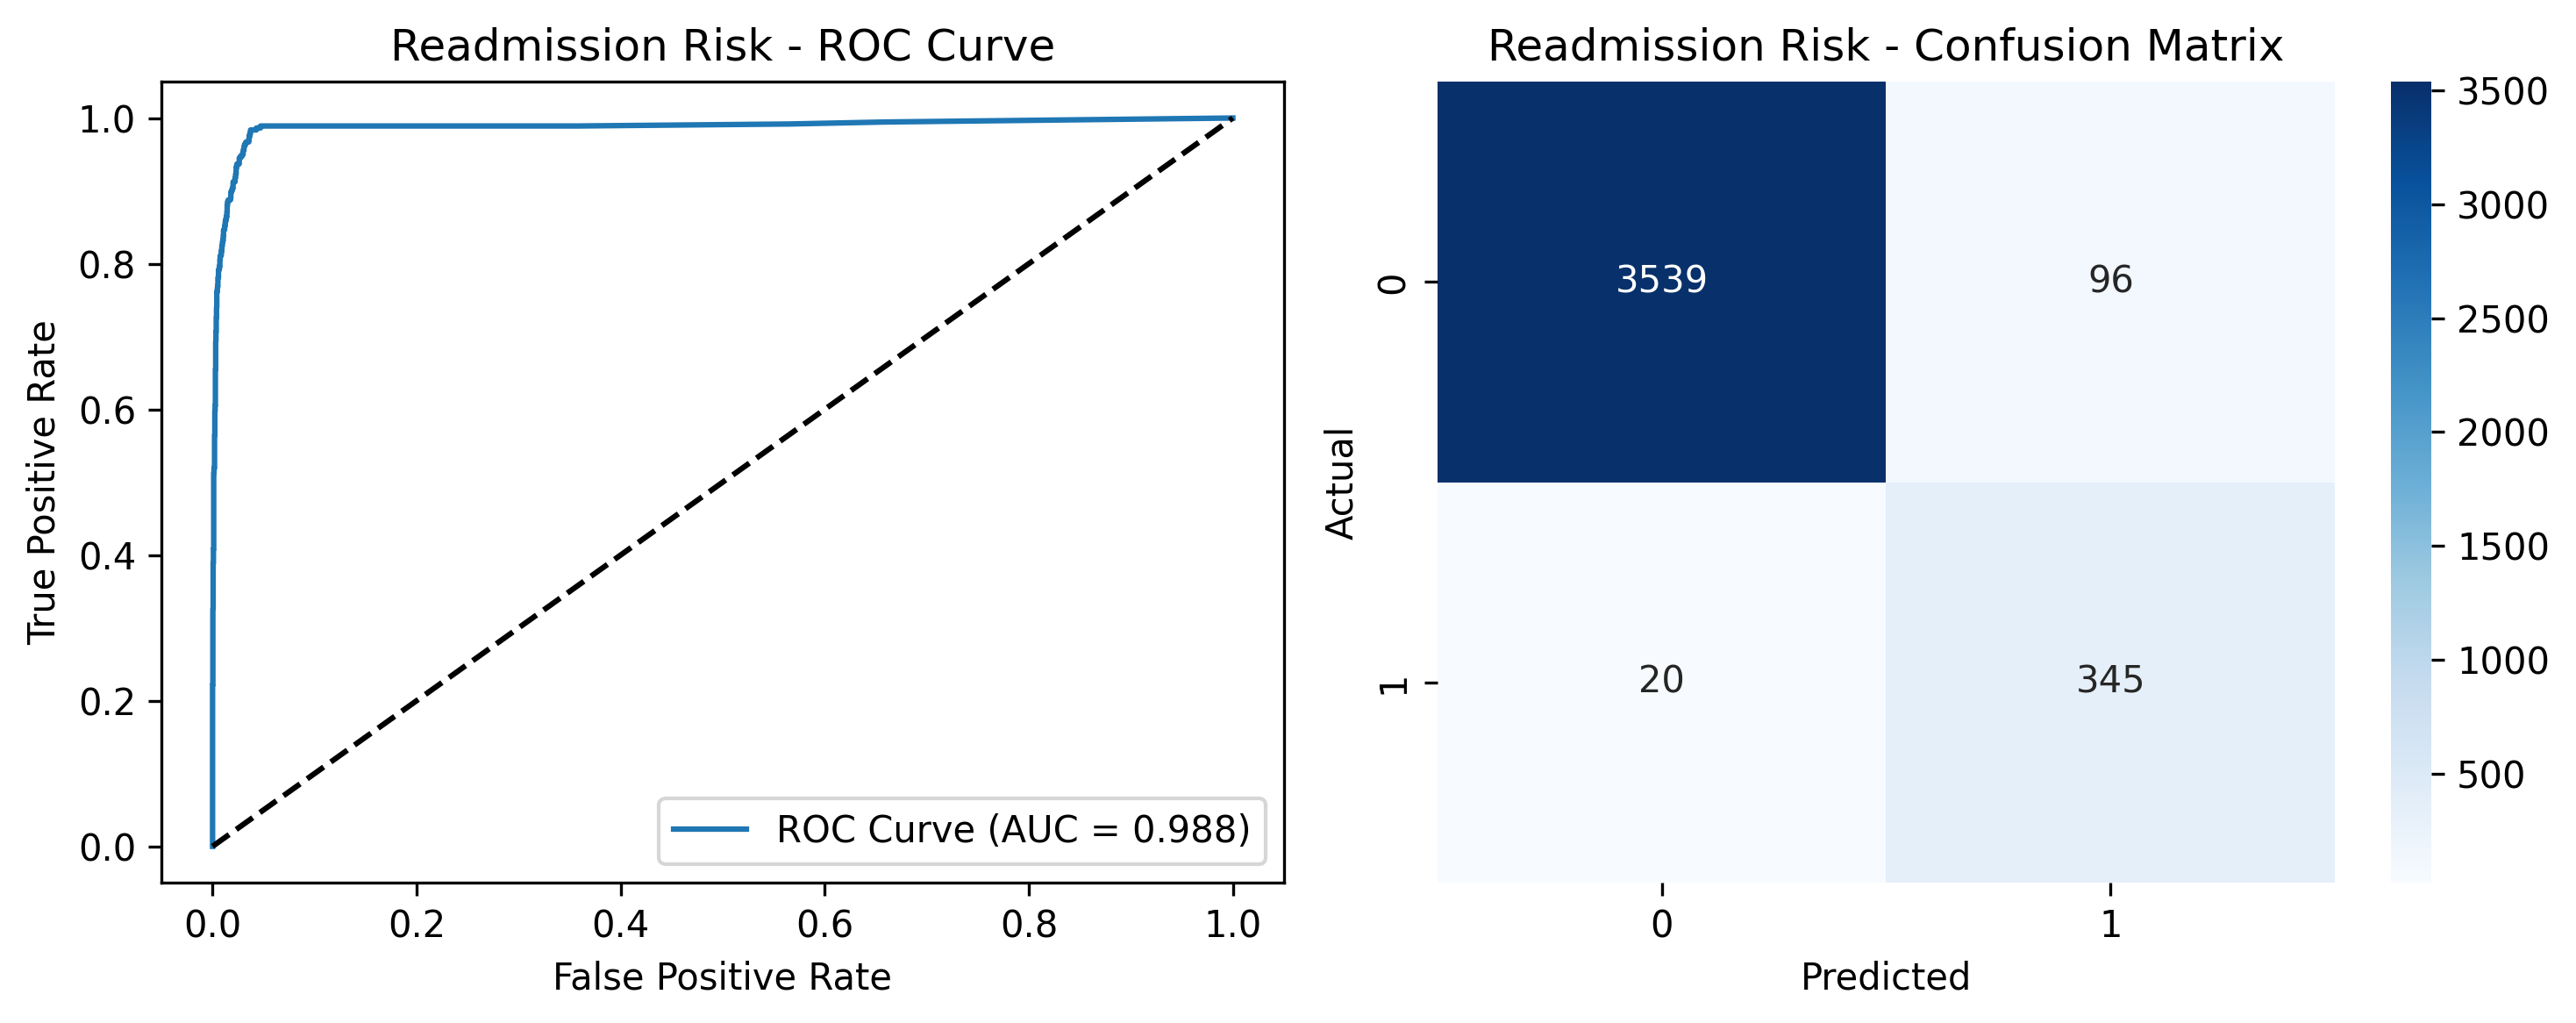 Readmission Risk - ROC Curve
True Positive Rate
1.0
0.8
0.6
0.4
0.2
0.0
ROC Curve (AUC = 0.988)
0.0 0.2 0.4 0.6 0.8 1.0
False Positive Rate
Readmission Risk - Confusion Matrix
Actual
0
1
3539 96
20 345
0 1
Predicted
3500
3000
2500
2000
1500
1000
500